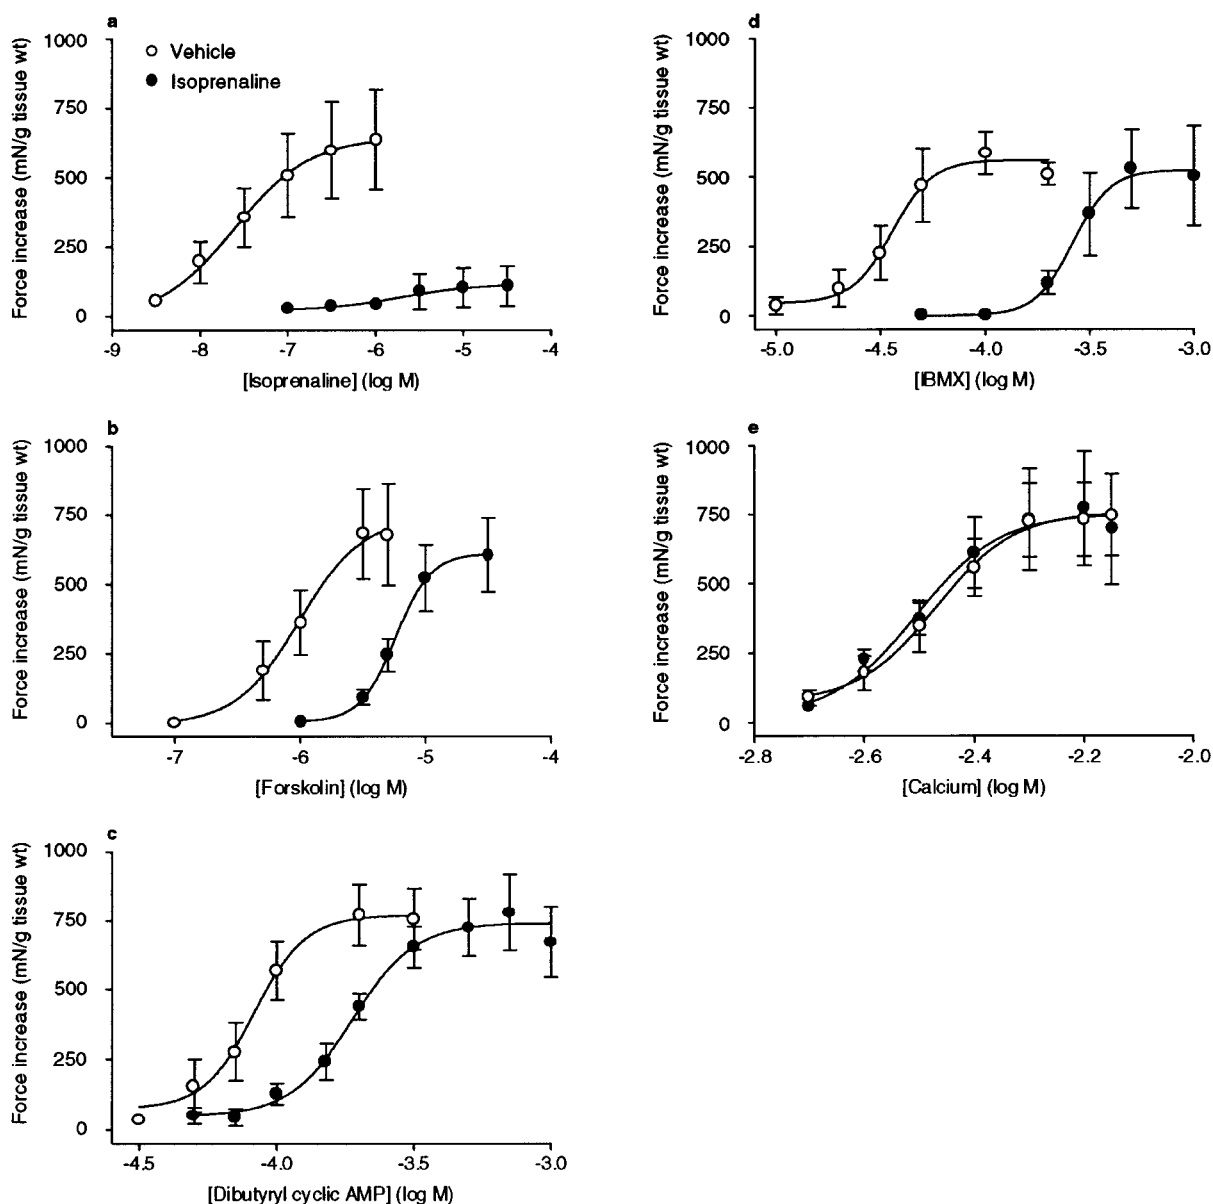 a
1000
750
500
250
0
Force increase (mN/g tissue wt)
Vehicle
Isoprenaline
-9 -8 -7 -6 -5 -4
[Isoprenaline] (log M)
b
1000
750
500
250
0
Force increase (mN/g tissue wt)
-7 -6 -5 -4
[Forskolin] (log M)
c
1000
750
500
250
0
Force increase (mN/g tissue wt)
-4.5 -4.0 -3.5 -3.0
[Dibutyryl cyclic AMP] (log M)
d
1000
750
500
250
0
Force increase (mN/g tissue wt)
-5.0 -4.5 -4.0 -3.5 -3.0
[IBMX] (log M)
e
1000
750
500
250
0
Force increase (mN/g tissue wt)
-2.8 -2.6 -2.4 -2.2 -2.0
[Calcium] (log M)